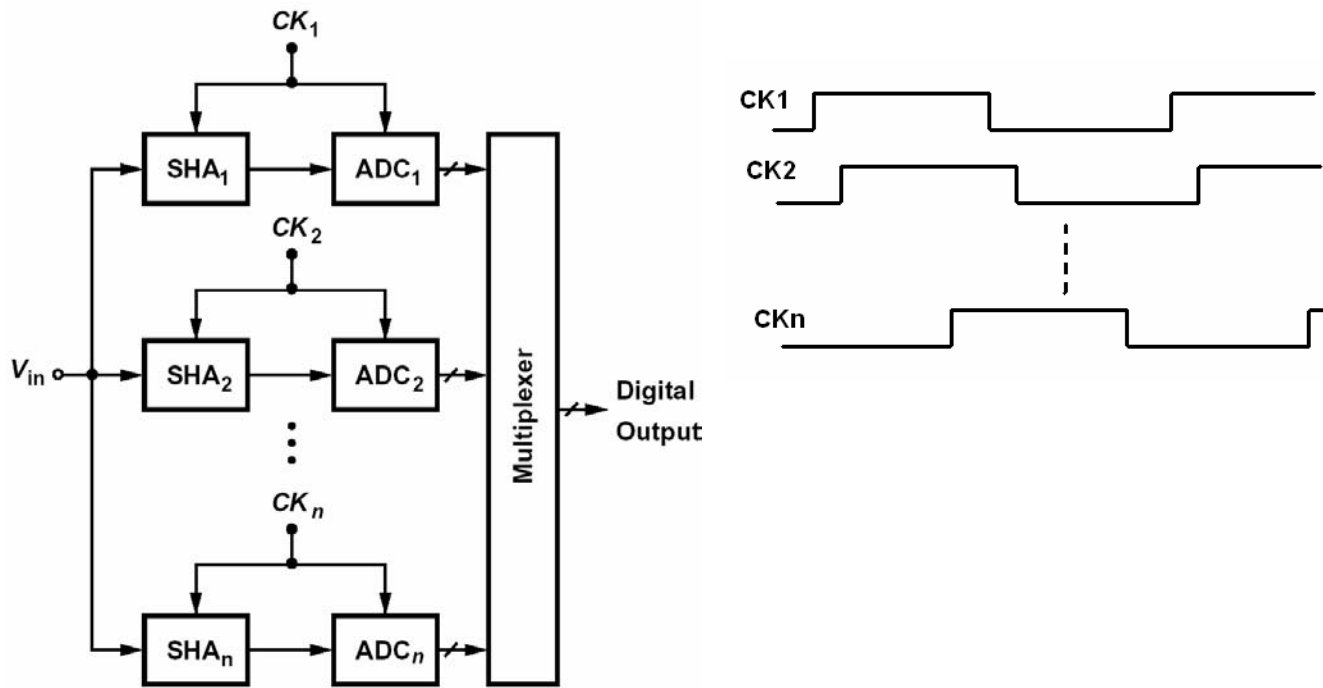 CK1
SHA1
ADC1
CK2
Vin
SHA2
ADC2
CKn
SHAn
ADCn
Multiplexer
Digital
Output
CK1
CK2
CKn